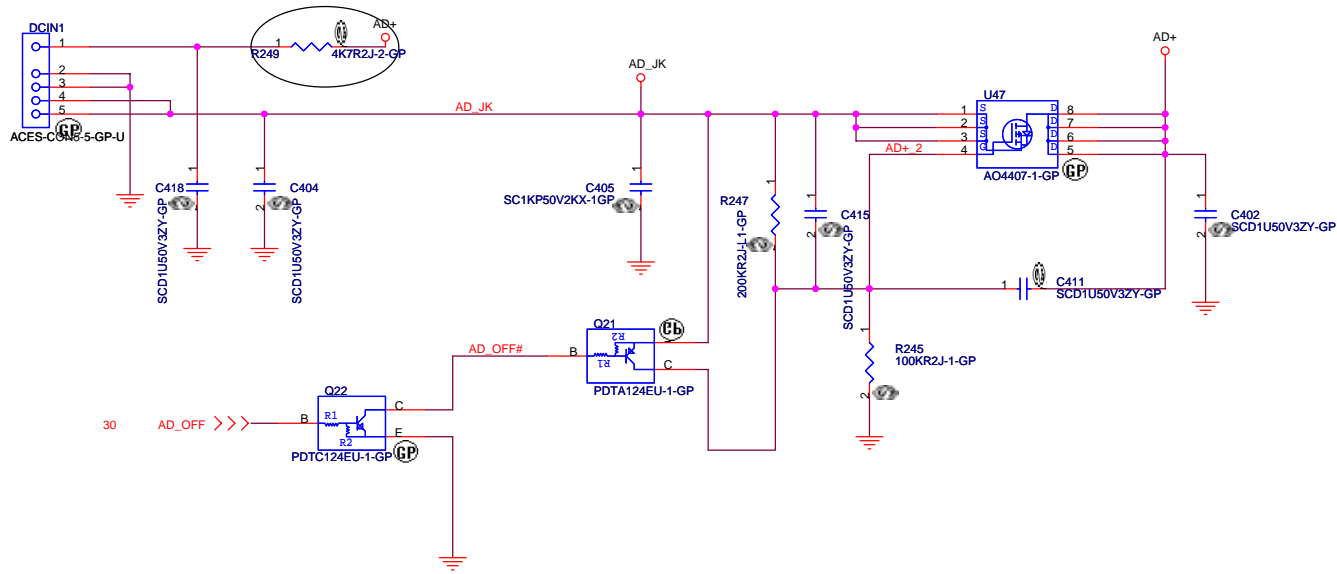 DCIN1
1
2
3
4
5
ACES-CON5-5-GP-U
GP
R249
1
4K7R2J-2-GP
AD+
AD_JK
AD_JK
1
C418
SCD1U50V3ZY-GP
1
2
C404
SCD1U50V3ZY-GP
1
C405
SC1KP50V2KX-1GP
1
R247
200KR2J-L1-GP
1
2
C415
SCD1U50V3ZY-GP
AD+_2
U47
1
2
3
4
S
S
S
G
D
D
D
D
8
7
6
5
AO4407-1-GP
GP
AD+
1
2
C402
SCD1U50V3ZY-GP
1
C411
SCD1U50V3ZY-GP
1
2
R245
100KR2J-1-GP
Q21
B
R1
R2
C
PDTA124EU-1-GP
AD_OFF#
Q22
30
AD_OFF
B
R1
R2
C
E
GP
PDTC124EU-1-GP